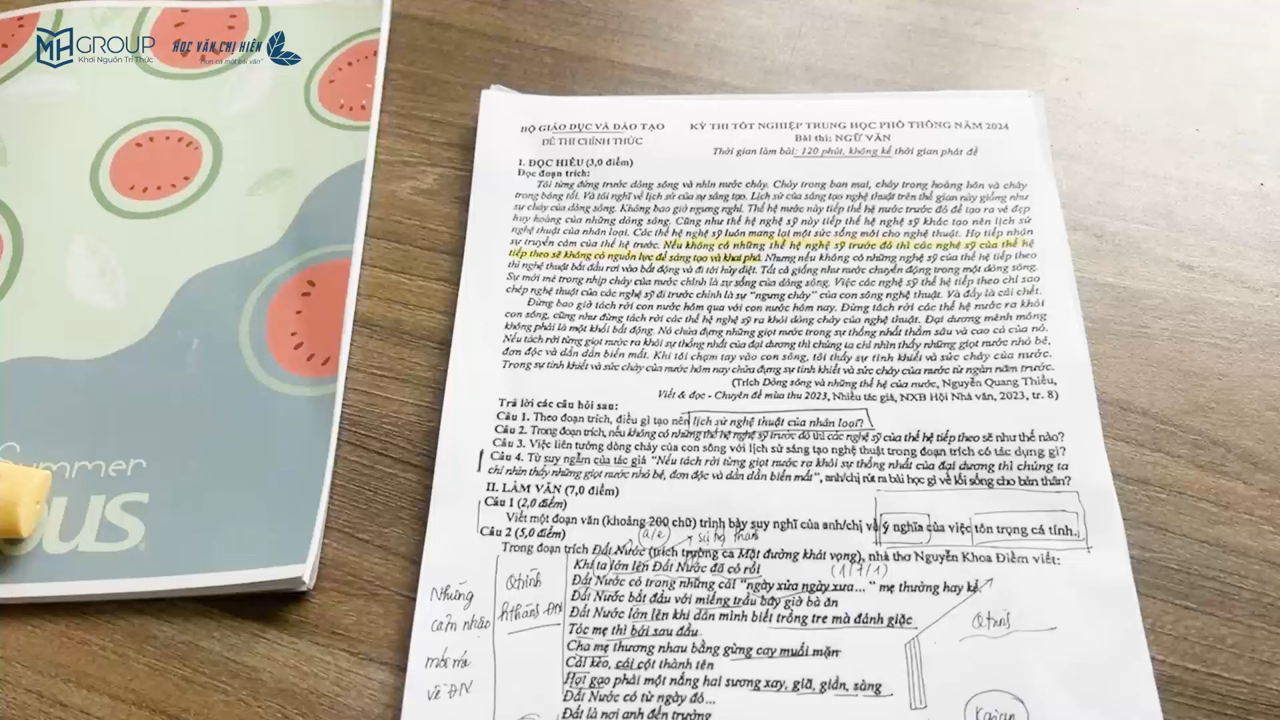 MH GROUP
Khơi Nguồn Tri Thức
HỌC VĂN CHỊ HIÊN
"Hơn cả một bài văn"
Summer
BỘ GIÁO DỤC VÀ ĐÀO TẠO
ĐỀ THI CHÍNH THỨC
KỲ THI TỐT NGHIỆP TRUNG HỌC PHỔ THÔNG NĂM 2024
Bài thi: NGỮ VĂN
Thời gian làm bài: 120 phút, không kể thời gian phát đề
I. ĐỌC HIỂU (3,0 điểm)
Đọc đoạn trích:
Tôi từng đứng trước dòng sông và nhìn nước chảy. Chảy trong ban mai, chảy trong hoàng hôn và chảy
trong bóng tối. Và tôi nghĩ về lịch sử của sự sáng tạo. Lịch sử của sáng tạo nghệ thuật trên thế gian này giống như
sự chảy của dòng sông. Không bao giờ ngưng nghỉ. Thế hệ nước này tiếp thế hệ nước trước đó để tạo ra vẻ đẹp
huy hoàng của những dòng sông. Cũng như thế hệ nghệ sỹ này tiếp thế hệ nghệ sỹ khác tạo nên lịch sử
nghệ thuật của nhân loại. Các thế hệ nghệ sỹ luôn mang lại một sức sống mới cho nghệ thuật. Họ tiếp nhận
sự truyền cảm của thế hệ trước. Nếu không có những thế hệ nghệ sỹ trước đó thì các nghệ sỹ của thế hệ
tiếp theo sẽ không có nguồn lực để sáng tạo và khai phá. Nhưng nếu không có những nghệ sỹ của thế hệ tiếp theo
thì nghệ thuật bắt đầu rơi vào bất động và đi tới hủy diệt. Tất cả giống như nước chuyển động trong một dòng sông.
Sự mới mẻ trong nhịp chảy của nước chính là sự sống của dòng sông. Việc các nghệ sỹ thế hệ tiếp theo chỉ sao
chép nghệ thuật của các nghệ sỹ đi trước chính là sự "ngưng chảy" của con sông nghệ thuật. Và đấy là cái chết.
Đừng bao giờ tách rời con nước hôm qua với con nước hôm nay. Đừng tách rời các thế hệ nước ra khỏi
con sông, cũng như đừng tách rời các thế hệ nghệ sỹ ra khỏi dòng chảy của nghệ thuật. Đại dương mênh mông
không phải là một khối bất động. Nó chứa đựng những giọt nước trong sự thống nhất thẳm sâu và cao cả của nó.
Nếu tách rời từng giọt nước ra khỏi sự thống nhất của đại dương thì chúng ta chỉ nhìn thấy những giọt nước nhỏ bé,
đơn độc và dần dần biến mất. Khi tôi chạm tay vào con sông, tôi thấy sự tinh khiết và sức chảy của nước.
Trong sự tinh khiết và sức chảy của nước hôm nay chứa đựng sự tinh khiết và sức chảy của nước từ ngàn năm trước.
(Trích Dòng sông và những thế hệ của nước, Nguyễn Quang Thiều,
Viết & đọc - Chuyên đề mùa thu 2023, Nhiều tác giả, NXB Hội Nhà văn, 2023, tr. 8)
Trả lời các câu hỏi sau:
Câu 1. Theo đoạn trích, điều gì tạo nên lịch sử nghệ thuật của nhân loại?
Câu 2. Trong đoạn trích, nếu không có những thế hệ nghệ sỹ trước đó thì các nghệ sỹ của thế hệ tiếp theo sẽ như thế nào?
Câu 3. Việc liên tưởng dòng chảy của con sông với lịch sử sáng tạo nghệ thuật trong đoạn trích có tác dụng gì?
Câu 4. Từ suy ngẫm của tác giả "Nếu tách rời từng giọt nước ra khỏi sự thống nhất của đại dương thì chúng ta
chỉ nhìn thấy những giọt nước nhỏ bé, đơn độc và dần dần biến mất", anh/chị rút ra bài học gì về lối sống cho bản thân?
II. LÀM VĂN (7,0 điểm)
Câu 1 (2,0 điểm)
Viết một đoạn văn (khoảng 200 chữ) trình bày suy nghĩ của anh/chị về ý nghĩa của việc tôn trọng cá tính.
Câu 2 (5,0 điểm)
Trong đoạn trích Đất Nước (trích trường ca Mặt đường khát vọng), nhà thơ Nguyễn Khoa Điềm viết:
Khi ta lớn lên Đất Nước đã có rồi
(1/7/1)
Đất Nước có trong những cái "ngày xửa ngày xưa..." mẹ thường hay kể
Đất Nước bắt đầu với miếng trầu bây giờ bà ăn
Đất Nước lớn lên khi dân mình biết trồng tre mà đánh giặc
Tóc mẹ thì bới sau đầu
Cha mẹ thương nhau bằng gừng cay muối mặn
Cái kèo, cái cột thành tên
Hạt gạo phải một nắng hai sương xay, giã, giần, sàng
Đất Nước có từ ngày đó...
Đất là nơi anh đến trường
Những
cảm nhận
mới mẻ
về ĐN